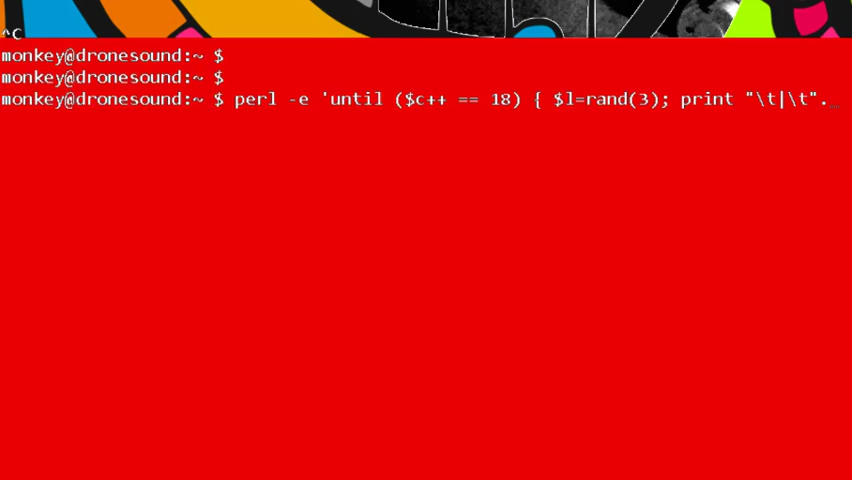 ^C
monkey@dronesound:~ $
monkey@dronesound:~ $
monkey@dronesound:~ $ perl -e 'until ($c++ == 18) { $l=rand(3); print "\t|\t"._